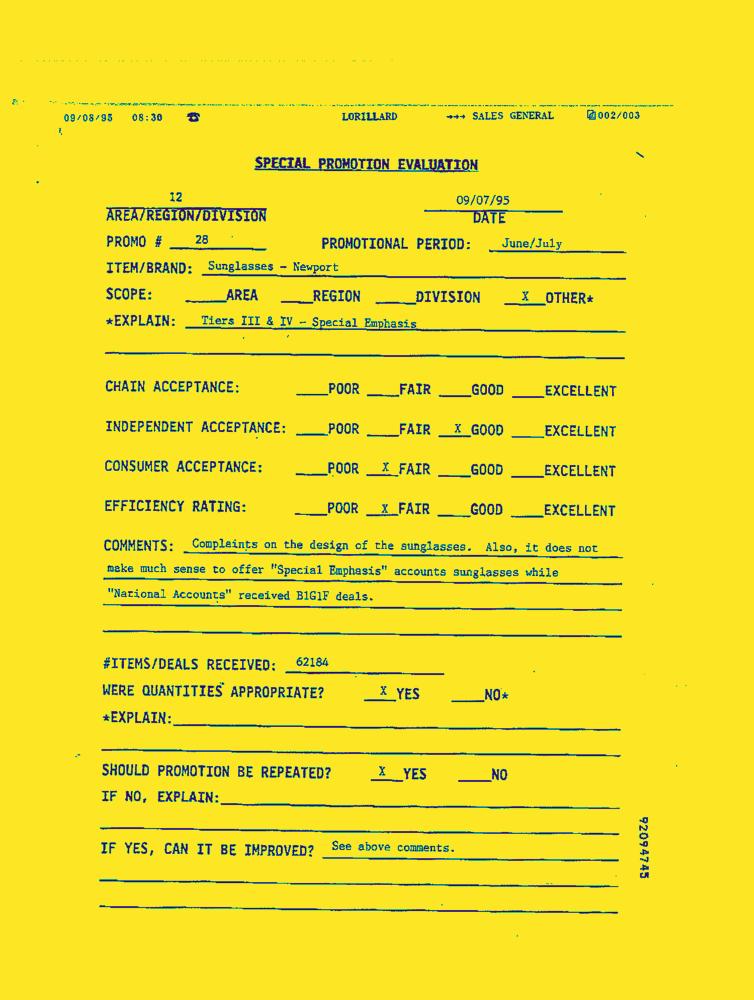 09/08/95 08:30 ☎ LORILLARD →→→ SALES GENERAL 002/003
SPECIAL PROMOTION EVALUATION
12 09/07/95
AREA/REGION/DIVISION DATE
PROMO # 28 PROMOTIONAL PERIOD: June/July
ITEM/BRAND: Sunglasses - Newport
SCOPE: ____AREA ____REGION ____DIVISION _X_OTHER*
*EXPLAIN: Tiers III & IV - Special Emphasis
CHAIN ACCEPTANCE: ____POOR ____FAIR ____GOOD ____EXCELLENT
INDEPENDENT ACCEPTANCE: ____POOR ____FAIR _X_GOOD ____EXCELLENT
CONSUMER ACCEPTANCE: ____POOR _X_FAIR ____GOOD ____EXCELLENT
EFFICIENCY RATING: ____POOR _X_FAIR ____GOOD ____EXCELLENT
COMMENTS: Complaints on the design of the sunglasses. Also, it does not
make much sense to offer "Special Emphasis" accounts sunglasses while
"National Accounts" received B1G1F deals.
#ITEMS/DEALS RECEIVED: 62184
WERE QUANTITIES APPROPRIATE? _X_YES ____NO*
*EXPLAIN:
SHOULD PROMOTION BE REPEATED? _X_YES ____NO
IF NO, EXPLAIN:
IF YES, CAN IT BE IMPROVED? See above comments.
92094745